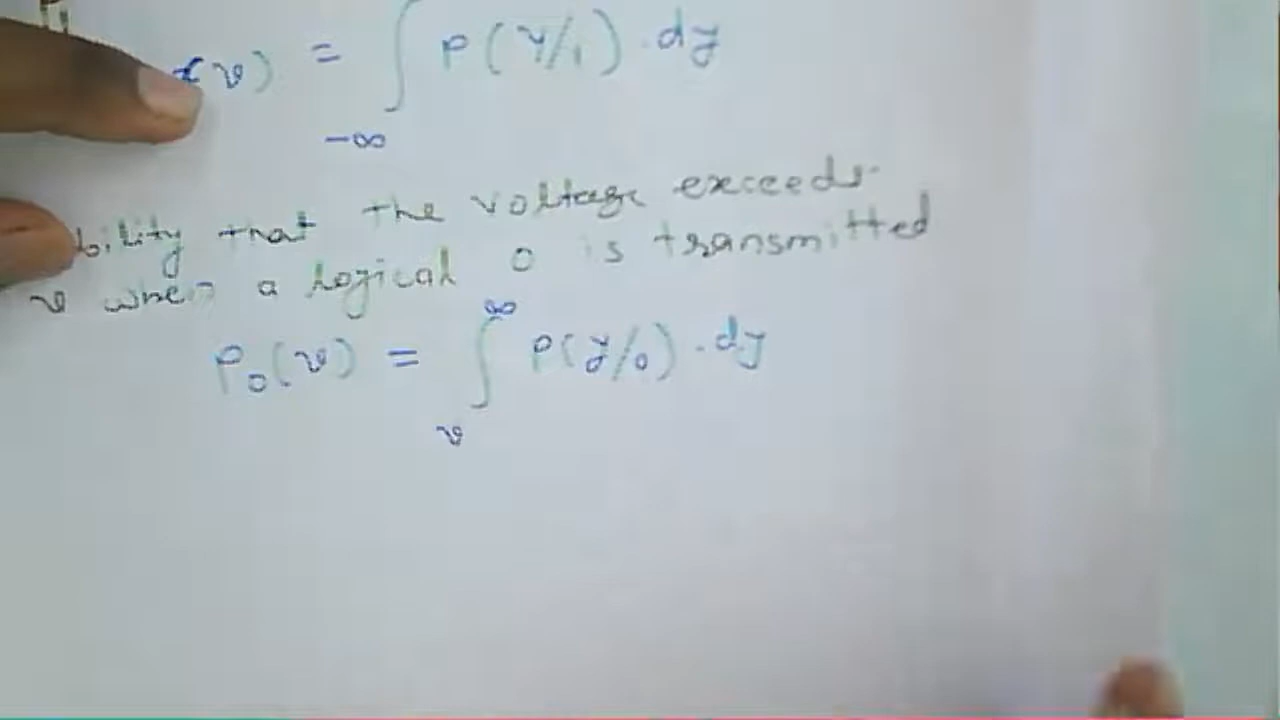 (v) = ∫ P(y/1) . dy
-∞
bility that the voltage exceeds
v when a logical 0 is transmitted
∞
P0(v) = ∫ P(y/0) . dy
v